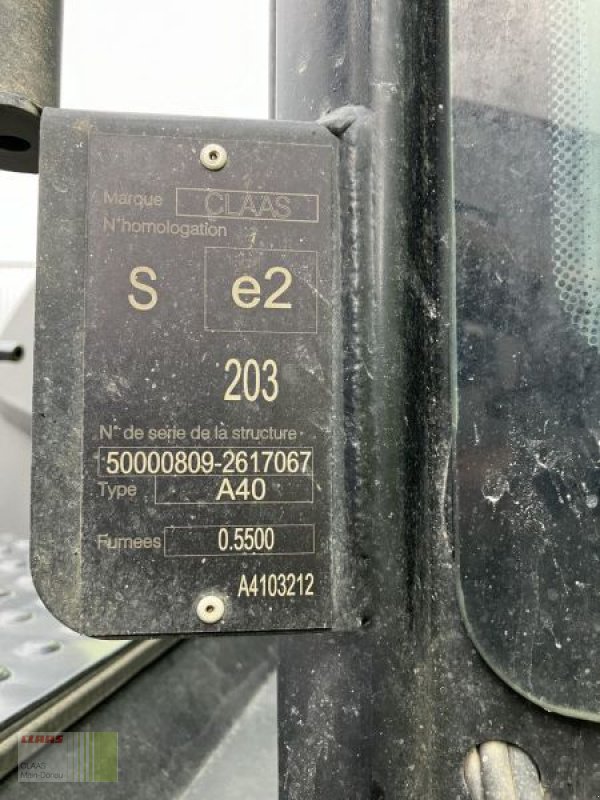 Marque CLAAS
N°homologation
S e2
203
N° de serie de la structure
50000809-2617067
Type A40
Fumees 0.5500
A4103212
CLAAS
CLAAS
Main-Donau